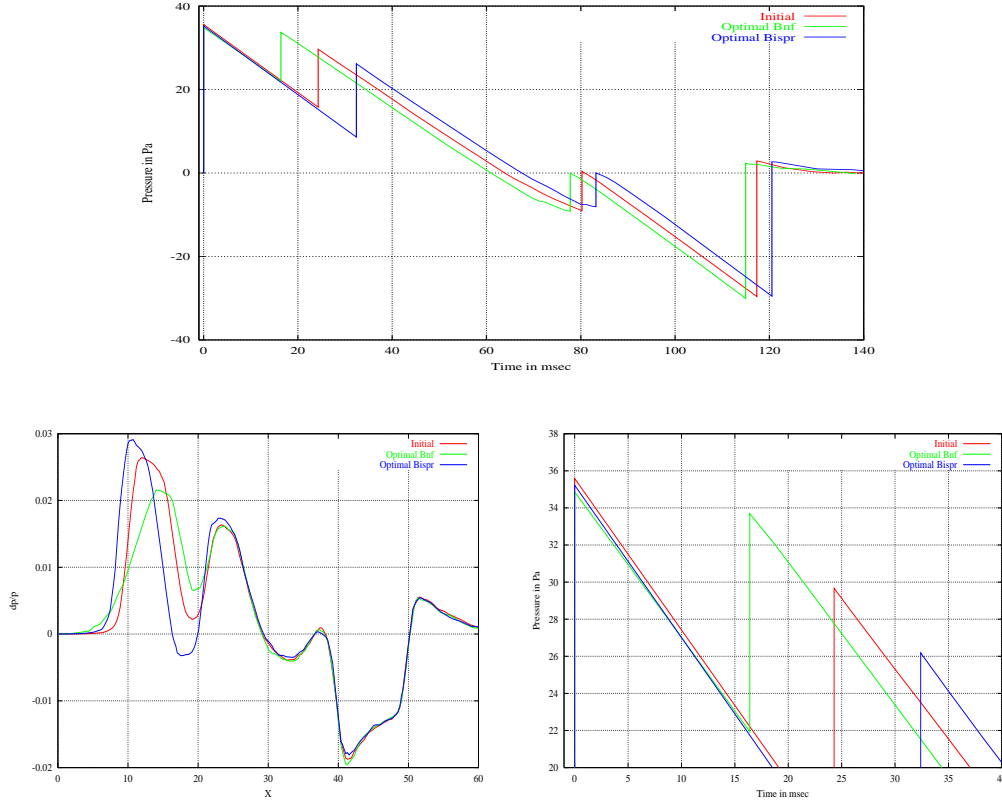 40
20
0
-20
-40
Pressure in Pa
Initial
Optimal Bnf
Optimal Bispr
0 20 40 60 80 100 120 140
Time in msec
0.03
0.02
0.01
0
-0.01
-0.02
dp/p
Initial
Optimal Bnf
Optimal Bispr
0 10 20 30 40 50 60
X
38
36
34
32
30
28
26
24
22
20
Pressure in Pa
Initial
Optimal Bnf
Optimal Bispr
0 5 10 15 20 25 30 35 40
Time in msec